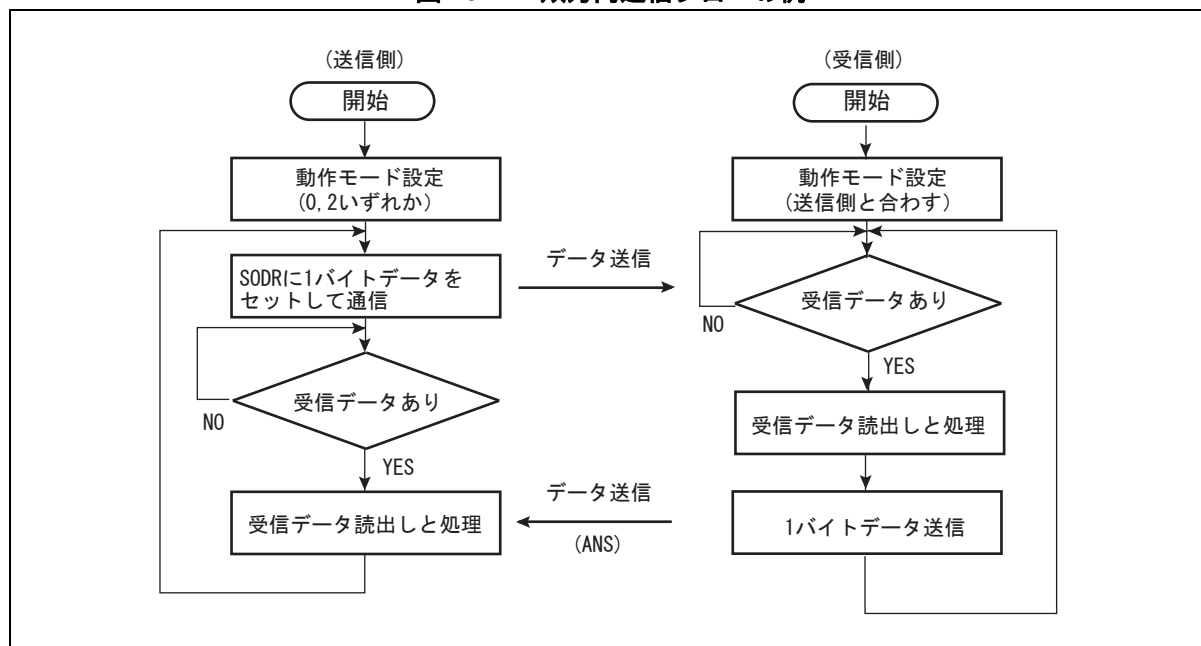 (送信側)
開始
動作モード設定
(0,2いずれか)
SODRに1バイトデータを
セットして通信
受信データあり
NO
YES
受信データ読出しと処理
データ送信
データ送信
(ANS)
(受信側)
開始
動作モード設定
(送信側と合わす)
受信データあり
NO
YES
受信データ読出しと処理
1バイトデータ送信